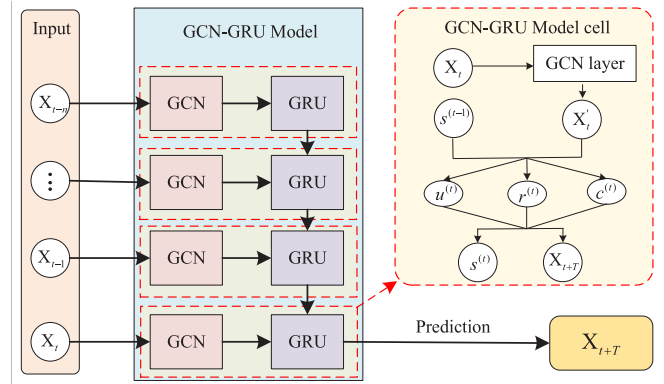 Input
GCN-GRU Model
X_{t-n}
GCN
GRU
⋮
GCN
GRU
X_{t-1}
GCN
GRU
X_t
GCN
GRU
Prediction
X_{t+T}
GCN-GRU Model cell
X_t
GCN layer
s^{(t-1)}
X_t^'
u^{(t)}
r^{(t)}
c^{(t)}
s^{(t)}
X_{t+T}